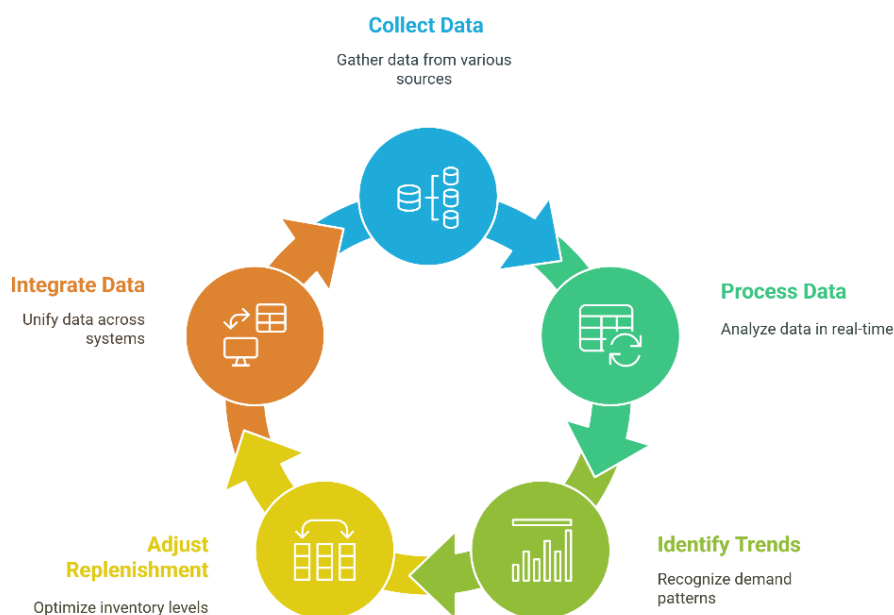 Collect Data
Gather data from various
sources
Process Data
Analyze data in real-time
Identify Trends
Recognize demand
patterns
Adjust
Replenishment
Optimize inventory levels
Integrate Data
Unify data across
systems